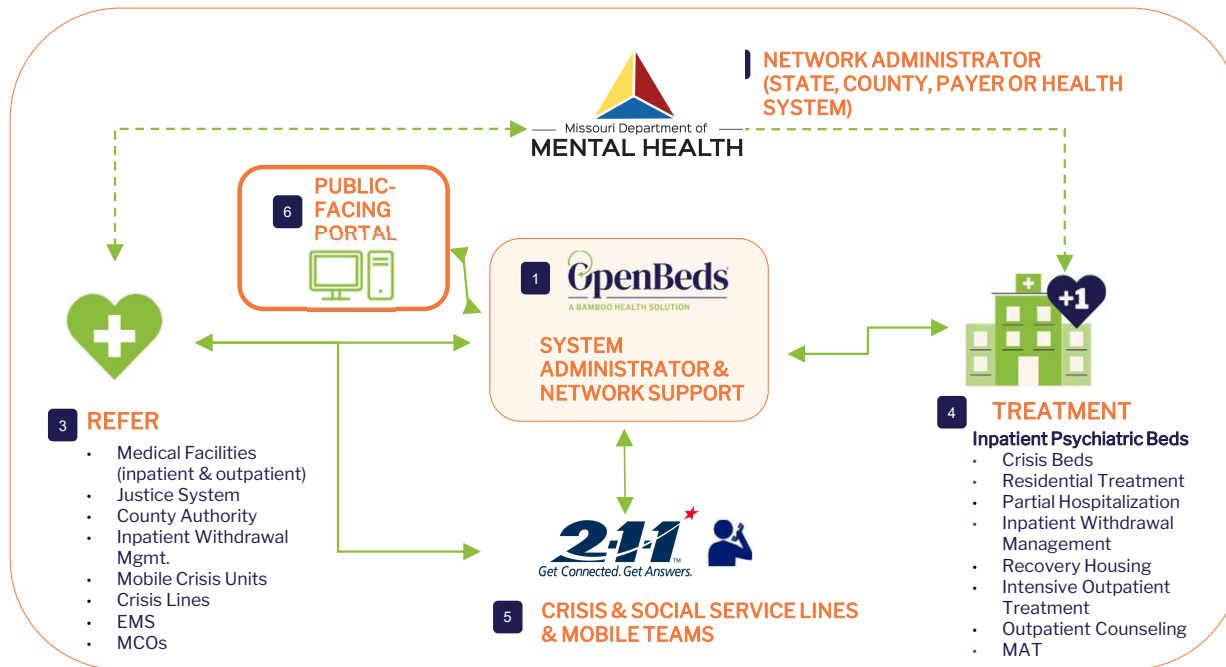 NETWORK ADMINISTRATOR
(STATE, COUNTY, PAYER OR HEALTH
SYSTEM)
Missouri Department of
MENTAL HEALTH
6
PUBLIC-
FACING
PORTAL
1
OpenBeds
A BAMBOO HEALTH SOLUTION
SYSTEM
ADMINISTRATOR &
NETWORK SUPPORT
+1
3
REFER
• Medical Facilities
(inpatient & outpatient)
• Justice System
• County Authority
• Inpatient Withdrawal
Mgmt.
• Mobile Crisis Units
• Crisis Lines
• EMS
• MCOs
2-1-1™
Get Connected. Get Answers.
5
CRISIS & SOCIAL SERVICE LINES
& MOBILE TEAMS
4
TREATMENT
Inpatient Psychiatric Beds
• Crisis Beds
• Residential Treatment
• Partial Hospitalization
• Inpatient Withdrawal
Management
• Recovery Housing
• Intensive Outpatient
Treatment
• Outpatient Counseling
• MAT